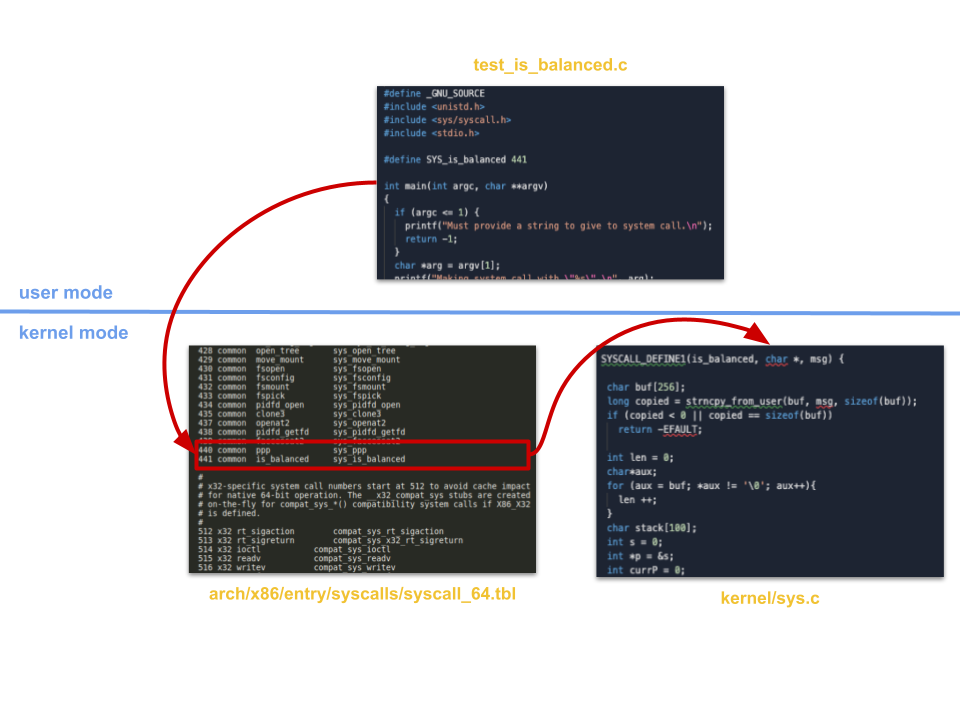 test_is_balanced.c
#define _GNU_SOURCE
#include <unistd.h>
#include <sys/syscall.h>
#include <stdio.h>
#define SYS_is_balanced 441
int main(int argc, char **argv)
{
if (argc <= 1) {
printf("Must provide a string to give to system call.\n");
return -1;
}
char *arg = argv[1];
printf("Making system call with \"%s\".\n", arg);
user mode
kernel mode
428 common open_tree sys_open_tree
429 common move_mount sys_move_mount
430 common fsopen sys_fsopen
431 common fsconfig sys_fsconfig
432 common fsmount sys_fsmount
433 common fspick sys_fspick
434 common pidfd_open sys_pidfd_open
435 common clone3 sys_clone3
437 common openat2 sys_openat2
438 common pidfd_getfd sys_pidfd_getfd
440 common ppp sys_ppp
441 common is_balanced sys_is_balanced
#
# x32-specific system call numbers start at 512 to avoid cache impact
# for native 64-bit operation. The __x32_compat_sys stubs are created
# on-the-fly for compat_sys_*() compatibility system calls if X86_X32
# is defined.
#
512 x32 rt_sigaction compat_sys_rt_sigaction
513 x32 rt_sigreturn compat_sys_x32_rt_sigreturn
514 x32 ioctl compat_sys_ioctl
515 x32 readv compat_sys_readv
516 x32 writev compat_sys_writev
arch/x86/entry/syscalls/syscall_64.tbl
SYSCALL_DEFINE1(is_balanced, char *, msg) {
char buf[256];
long copied = strncpy_from_user(buf, msg, sizeof(buf));
if (copied < 0 || copied == sizeof(buf))
return -EFAULT;
int len = 0;
char*aux;
for (aux = buf; *aux != '\0'; aux++){
len ++;
}
char stack[100];
int s = 0;
int *p = &s;
int currP = 0;
kernel/sys.c